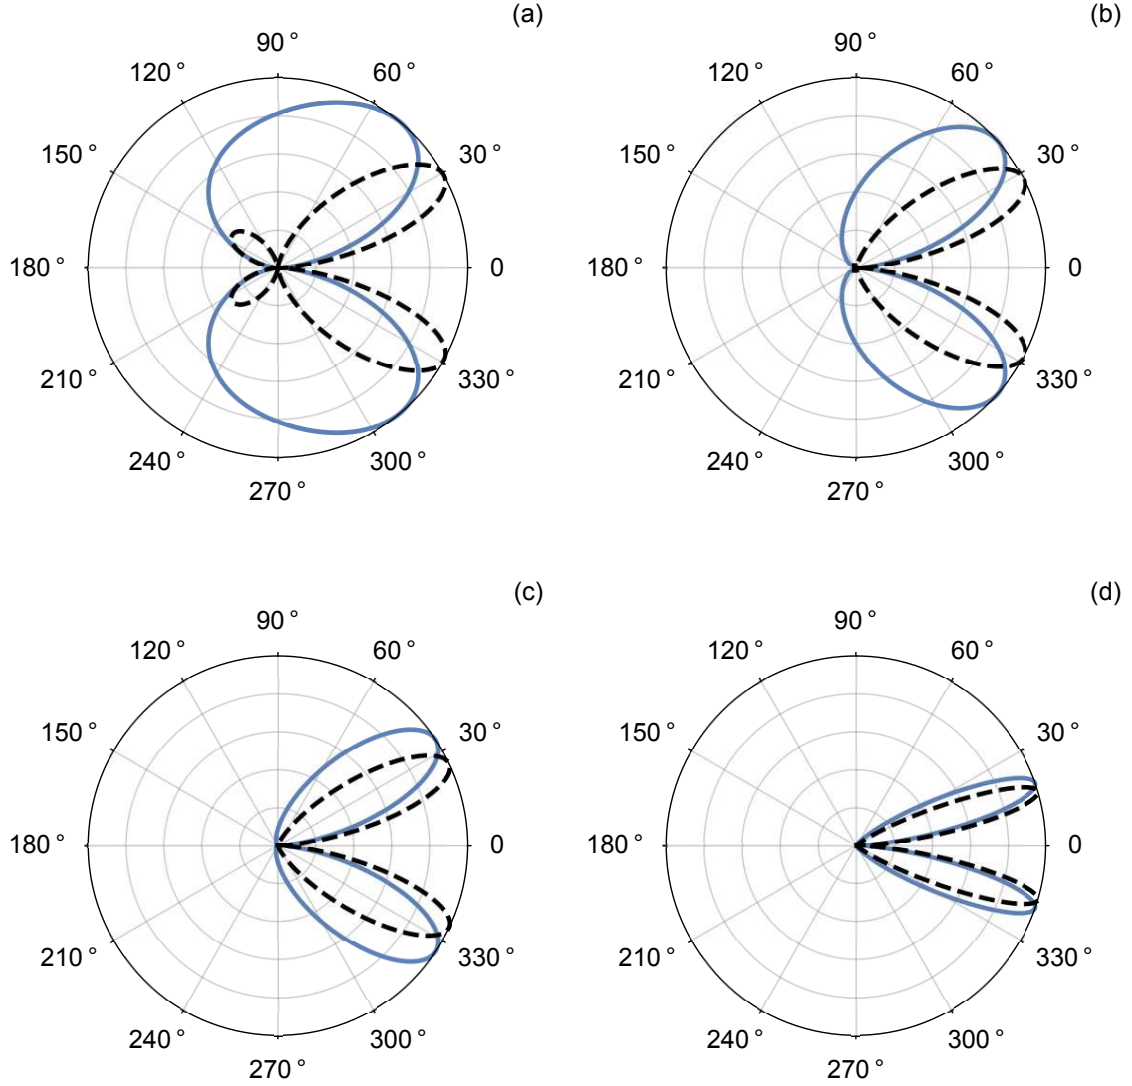 (a) (b)
90 ° 90 °
120 ° 60 ° 120 ° 60 °
150 ° 30 ° 150 ° 30 °
180 ° 0 180 ° 0
210 ° 330 ° 210 ° 330 °
240 ° 300 ° 240 ° 300 °
270 ° 270 °
(c) (d)
90 ° 90 °
120 ° 60 ° 120 ° 60 °
150 ° 30 ° 150 ° 30 °
180 ° 0 180 ° 0
210 ° 330 ° 210 ° 330 °
240 ° 300 ° 240 ° 300 °
270 ° 270 °